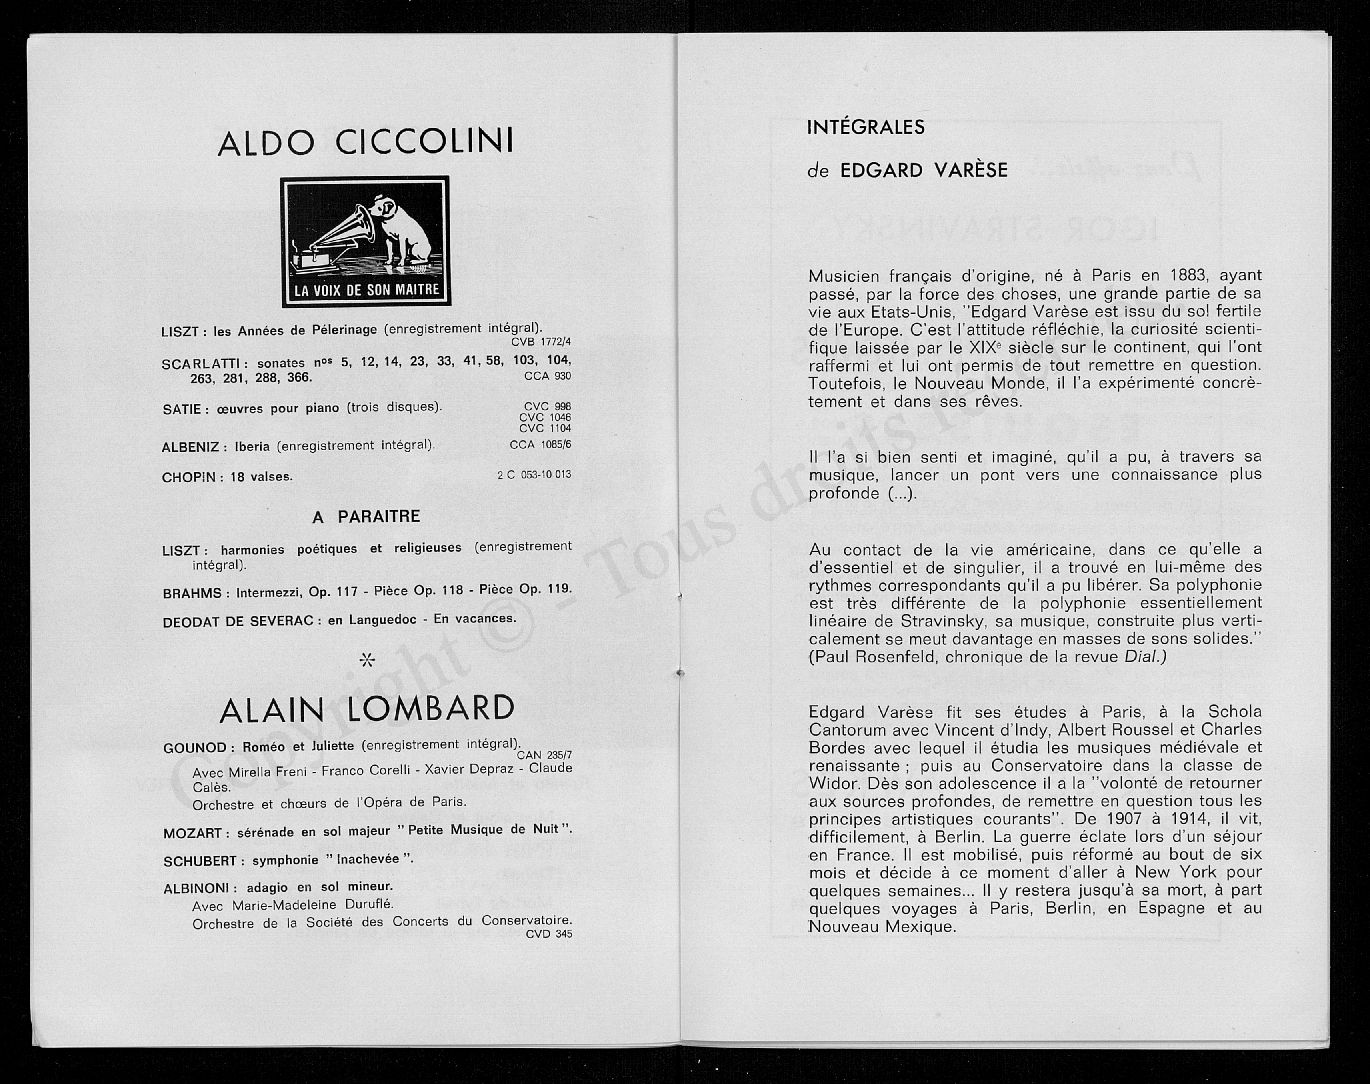 ALDO CICCOLINI
LA VOIX DE SON MAITRE
LISZT : les Années de Pélerinage (enregistrement intégral).
CVB 1772/4
SCARLATTI : sonates nos 5, 12, 14, 23, 33, 41, 58, 103, 104,
263, 281, 288, 366. CCA 930
SATIE : œuvres pour piano (trois disques). CVC 998
CVC 1046
CVC 1104
ALBENIZ : Iberia (enregistrement intégral). CCA 1085/6
CHOPIN : 18 valses. 2 C 053-10 013
A PARAITRE
LISZT : harmonies poétiques et religieuses (enregistrement
intégral).
BRAHMS : Intermezzi, Op. 117 - Pièce Op. 118 - Pièce Op. 119.
DEODAT DE SEVERAC : en Languedoc - En vacances.
ALAIN LOMBARD
GOUNOD : Roméo et Juliette (enregistrement intégral).
CAN 235/7
Avec Mirella Freni - Franco Corelli - Xavier Depraz - Claude
Calès.
Orchestre et chœurs de l'Opéra de Paris.
MOZART : sérénade en sol majeur "Petite Musique de Nuit".
SCHUBERT : symphonie "Inachevée".
ALBINONI : adagio en sol mineur.
Avec Marie-Madeleine Duruflé.
Orchestre de la Société des Concerts du Conservatoire.
CVD 345
INTÉGRALES
de EDGARD VARÈSE
Musicien français d'origine, né à Paris en 1883, ayant
passé, par la force des choses, une grande partie de sa
vie aux Etats-Unis, "Edgard Varèse est issu du sol fertile
de l'Europe. C'est l'attitude réfléchie, la curiosité scienti-
fique laissée par le XIXe siècle sur le continent, qui l'ont
raffermi et lui ont permis de tout remettre en question.
Toutefois, le Nouveau Monde, il l'a expérimenté concrè-
tement et dans ses rêves.
Il l'a si bien senti et imaginé, qu'il a pu, à travers sa
musique, lancer un pont vers une connaissance plus
profonde (...).
Au contact de la vie américaine, dans ce qu'elle a
d'essentiel et de singulier, il a trouvé en lui-même des
rythmes correspondants qu'il a pu libérer. Sa polyphonie
est très différente de la polyphonie essentiellement
linéaire de Stravinsky, sa musique, construite plus verti-
calement se meut davantage en masses de sons solides."
(Paul Rosenfeld, chronique de la revue Dial.)
Edgard Varèse fit ses études à Paris, à la Schola
Cantorum avec Vincent d'Indy, Albert Roussel et Charles
Bordes avec lequel il étudia les musiques médiévale et
renaissante ; puis au Conservatoire dans la classe de
Widor. Dès son adolescence il a la "volonté de retourner
aux sources profondes, de remettre en question tous les
principes artistiques courants". De 1907 à 1914, il vit,
difficilement, à Berlin. La guerre éclate lors d'un séjour
en France. Il est mobilisé, puis réformé au bout de six
mois et décide à ce moment d'aller à New York pour
quelques semaines... Il y restera jusqu'à sa mort, à part
quelques voyages à Paris, Berlin, en Espagne et au
Nouveau Mexique.
Copyright © - Tous droits